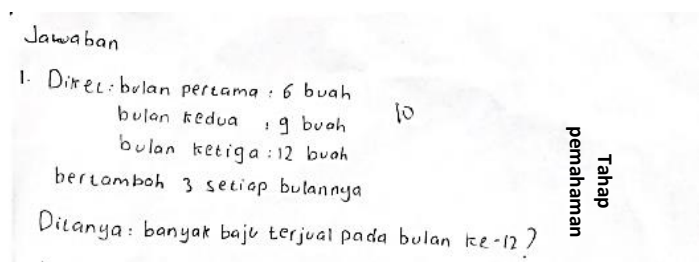 Jawaban
1. Diket: bulan pertama : 6 buah
bulan kedua : 9 buah
10
bulan ketiga : 12 buah
bertambah 3 setiap bulannya
Ditanya: banyak baju terjual pada bulan ke-12?
Tahap
pemahaman